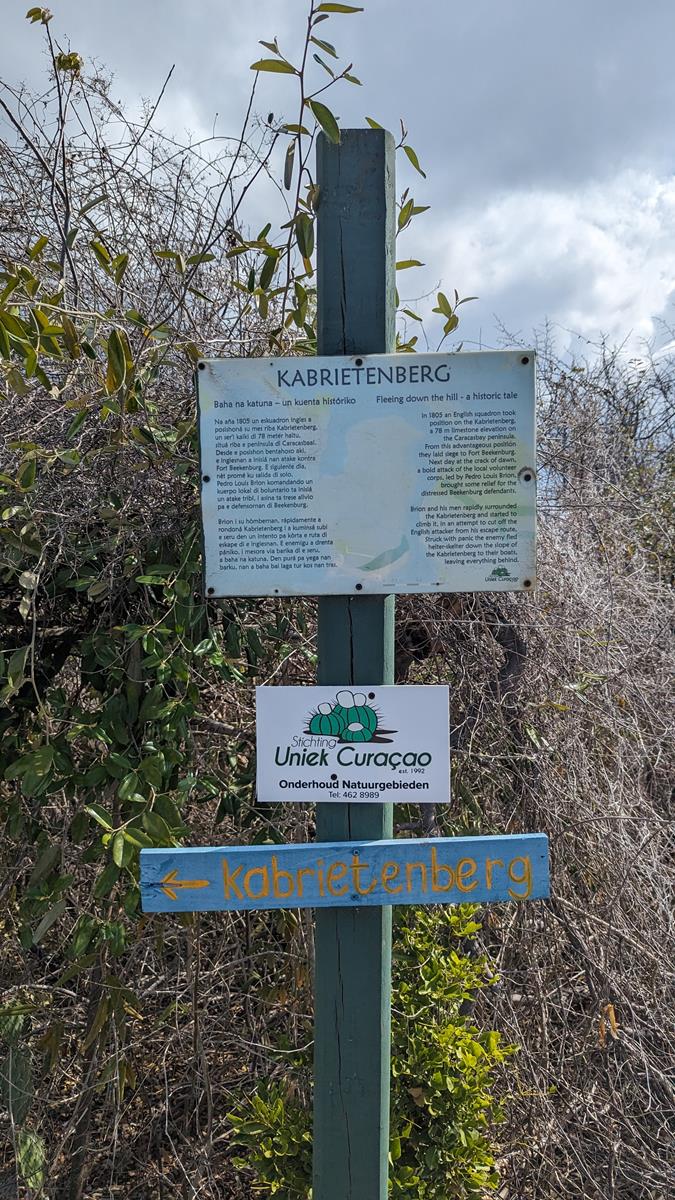 KABRIETENBERG
Baha na katuna – un kuenta históriko
Na aña 1805 un eskuadron ingles a
posishoná su mes riba Kabrietenberg,
un serʼi kalki di 78 meter haltu,
situá riba e península di Caracasbaai.
Desde e posishon bentahoso aki,
e inglesnan a inisiá nan atake kontra
Fort Beekenburg. E siguiente dia,
nèt promé ku salida di solo,
Pedro Louis Brion komandando un
kuerpo lokal di boluntario ta inisiá
un atake tribí, i asina ta trese alivio
pa e defensornan di Beekenburg.
Brion i su hòmbernan, rápidamente a
rondoná Kabrietenberg i a kuminsá subi
e seru den un intento pa kòrta e ruta di
eskape di e inglesnan. E enemigu a drenta
pániko, i mesora via barika di e seru,
a baha na katuna. Den purá pa yega nan
barku, nan a baha bai laga tur kos nan tras.
Fleeing down the hill - a historic tale
In 1805 an English squadron took
position on the Kabrietenberg,
a 78 m limestone elevation on
the Caracasbay peninsula.
From this advantageous position
they laid siege to Fort Beekenburg.
Next day at the crack of dawn,
a bold attack of the local volunteer
corps, led by Pedro Louis Brion,
brought some relief for the
distressed Beekenburg defendants.
Brion and his men rapidly surrounded
the Kabrietenberg and started to
climb it, in an attempt to cut off the
English attacker from his escape route.
Struck with panic the enemy fled
helter-skelter down the slope of
the Kabrietenberg to their boats,
leaving everything behind.
Uniek Curaçao
Stichting
Uniek Curaçao
est. 1992
Onderhoud Natuurgebieden
Tel: 462 8989
← kabrietenberg